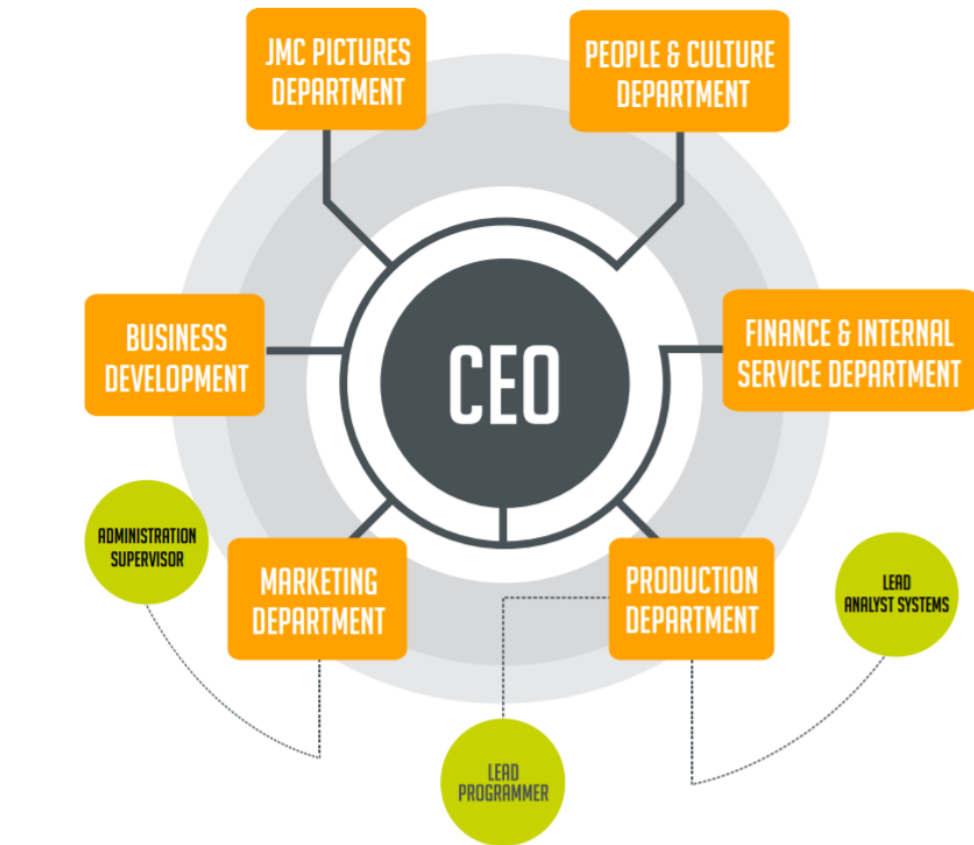 JMC PICTURES
DEPARTMENT
PEOPLE & CULTURE
DEPARTMENT
BUSINESS
DEVELOPMENT
CEO
FINANCE & INTERNAL
SERVICE DEPARTMENT
ADMINISTRATION
SUPERVISOR
MARKETING
DEPARTMENT
PRODUCTION
DEPARTMENT
LEAD
ANALYST SYSTEMS
LEAD
PROGRAMMER